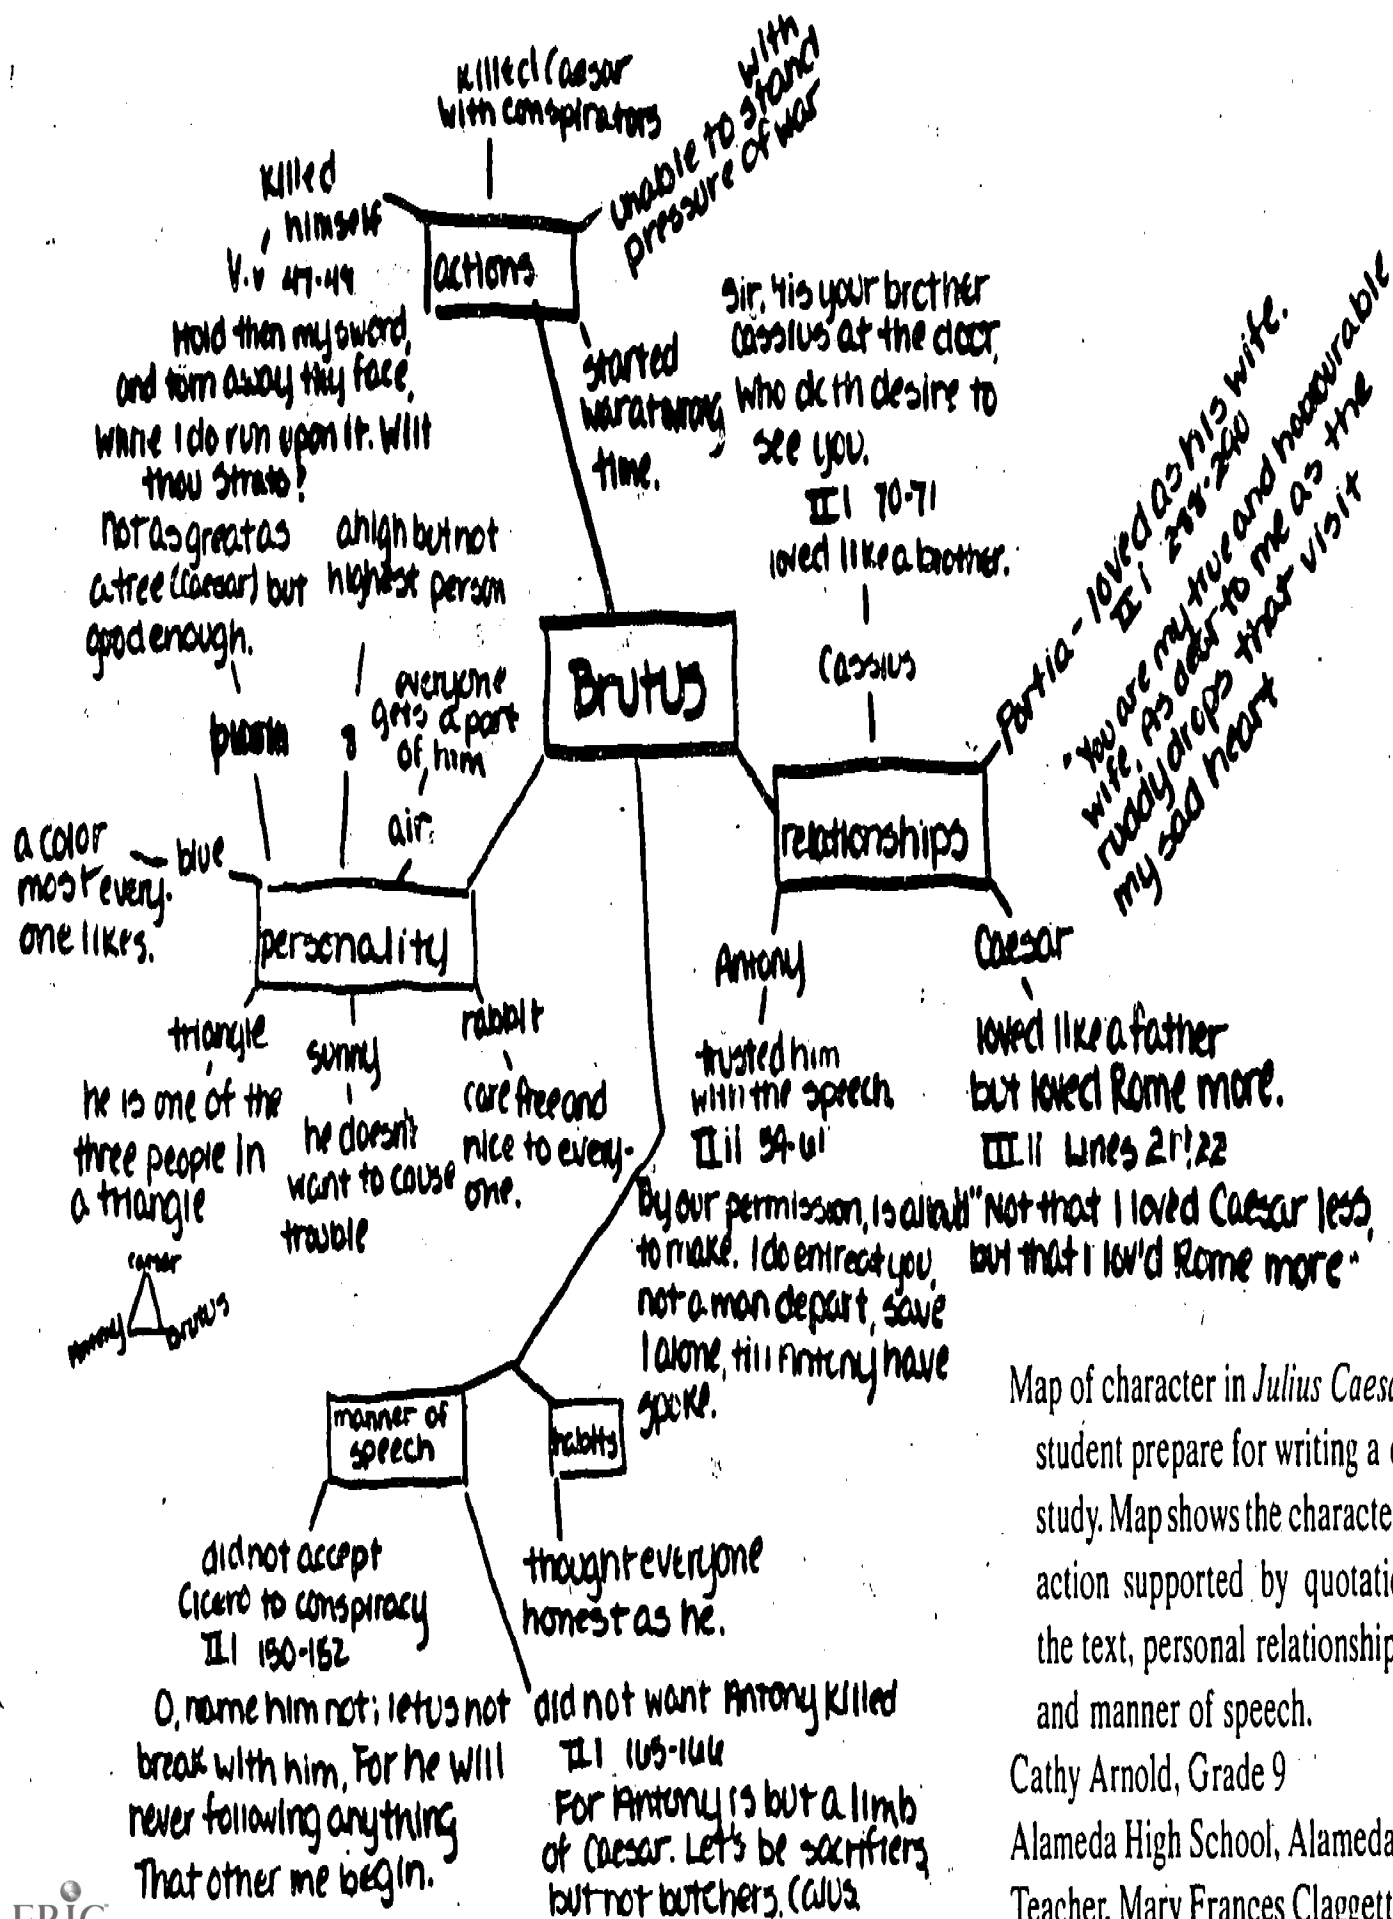 Killed Caesar
with conspirators
unable to stand
with
pressure of war
Killed
himself
V.v 47-49
actions
Hold then my sword,
and torn away thy face,
While I do run upon it. Wilt
thou Strato?
started
war at wrong
time.
Sir, 'tis your brother
Cassius at the door,
who doth desire to
see you.
II I 70-71
loved like a brother.
Cassius
Portia - loved as his wife.
II i 288-290
"You are my true and honourable
wife. As dear to me as the
ruddy drops that visit
my sad heart
not as great as
a tree (Caesar) but
good enough.
a high but not
highest person
8
everyone
gets a part
of him
air
Brutus
a color
most every-
one likes.
blue
personality
relationships
triangle
he is one of the
three people in
a triangle
Brutus
sunny
he doesn't
want to cause
trouble
rabbit
care free and
nice to every-
one.
Antony
trusted him
with the speech.
II ii 59-61
By our permission, is
to make. I do entreat you,
not a man depart, save
I alone, till Antony have
spoke.
Caesar
loved like a father
but loved Rome more.
III.II Lines 21-22
"Not that I loved Caesar less,
but that I lov'd Rome more"
manner of
speech
habits
did not accept
Cicero to conspiracy
II.I 150-152
O, name him not; let us not
break with him, For he will
never following anything
That other me begin.
thought everyone
honest as he.
did not want Antony killed
II.I 165-166
For Antony is but a limb
of Caesar. Let's be sacrifiers,
but not butchers, Caius
Map of character in Julius Caesa
student prepare for writing a
study. Map shows the characte
action supported by quotati
the text, personal relationship
and manner of speech.
Cathy Arnold, Grade 9
Alameda High School, Alameda
Teacher, Mary Frances Claggett
ERIC